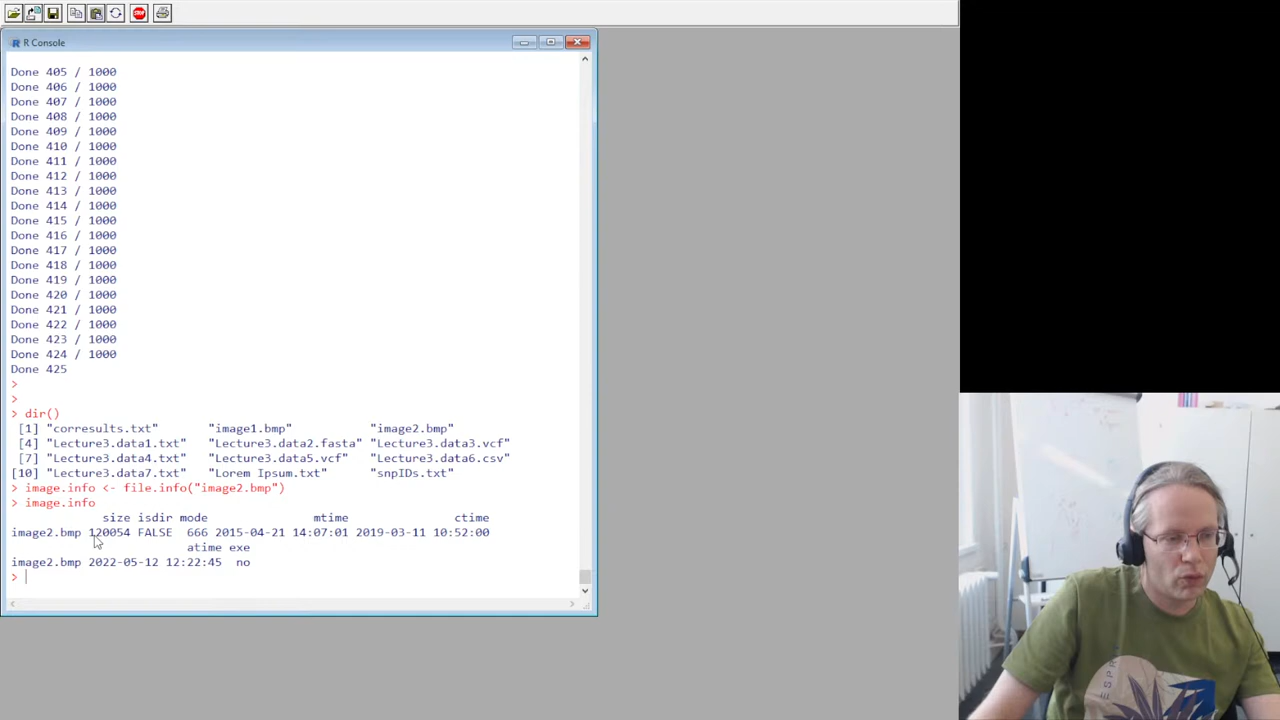 STOP
R Console
Done 405 / 1000
Done 406 / 1000
Done 407 / 1000
Done 408 / 1000
Done 409 / 1000
Done 410 / 1000
Done 411 / 1000
Done 412 / 1000
Done 413 / 1000
Done 414 / 1000
Done 415 / 1000
Done 416 / 1000
Done 417 / 1000
Done 418 / 1000
Done 419 / 1000
Done 420 / 1000
Done 421 / 1000
Done 422 / 1000
Done 423 / 1000
Done 424 / 1000
Done 425
>
>
> dir()
[1] "corresults.txt" "image1.bmp" "image2.bmp"
[4] "Lecture3.data1.txt" "Lecture3.data2.fasta" "Lecture3.data3.vcf"
[7] "Lecture3.data4.txt" "Lecture3.data5.vcf" "Lecture3.data6.csv"
[10] "Lecture3.data7.txt" "Lorem Ipsum.txt" "snpIDs.txt"
> image.info <- file.info("image2.bmp")
> image.info
size isdir mode mtime ctime
image2.bmp 120054 FALSE 666 2015-04-21 14:07:01 2019-03-11 10:52:00
atime exe
image2.bmp 2022-05-12 12:22:45 no
>
ESPRIT